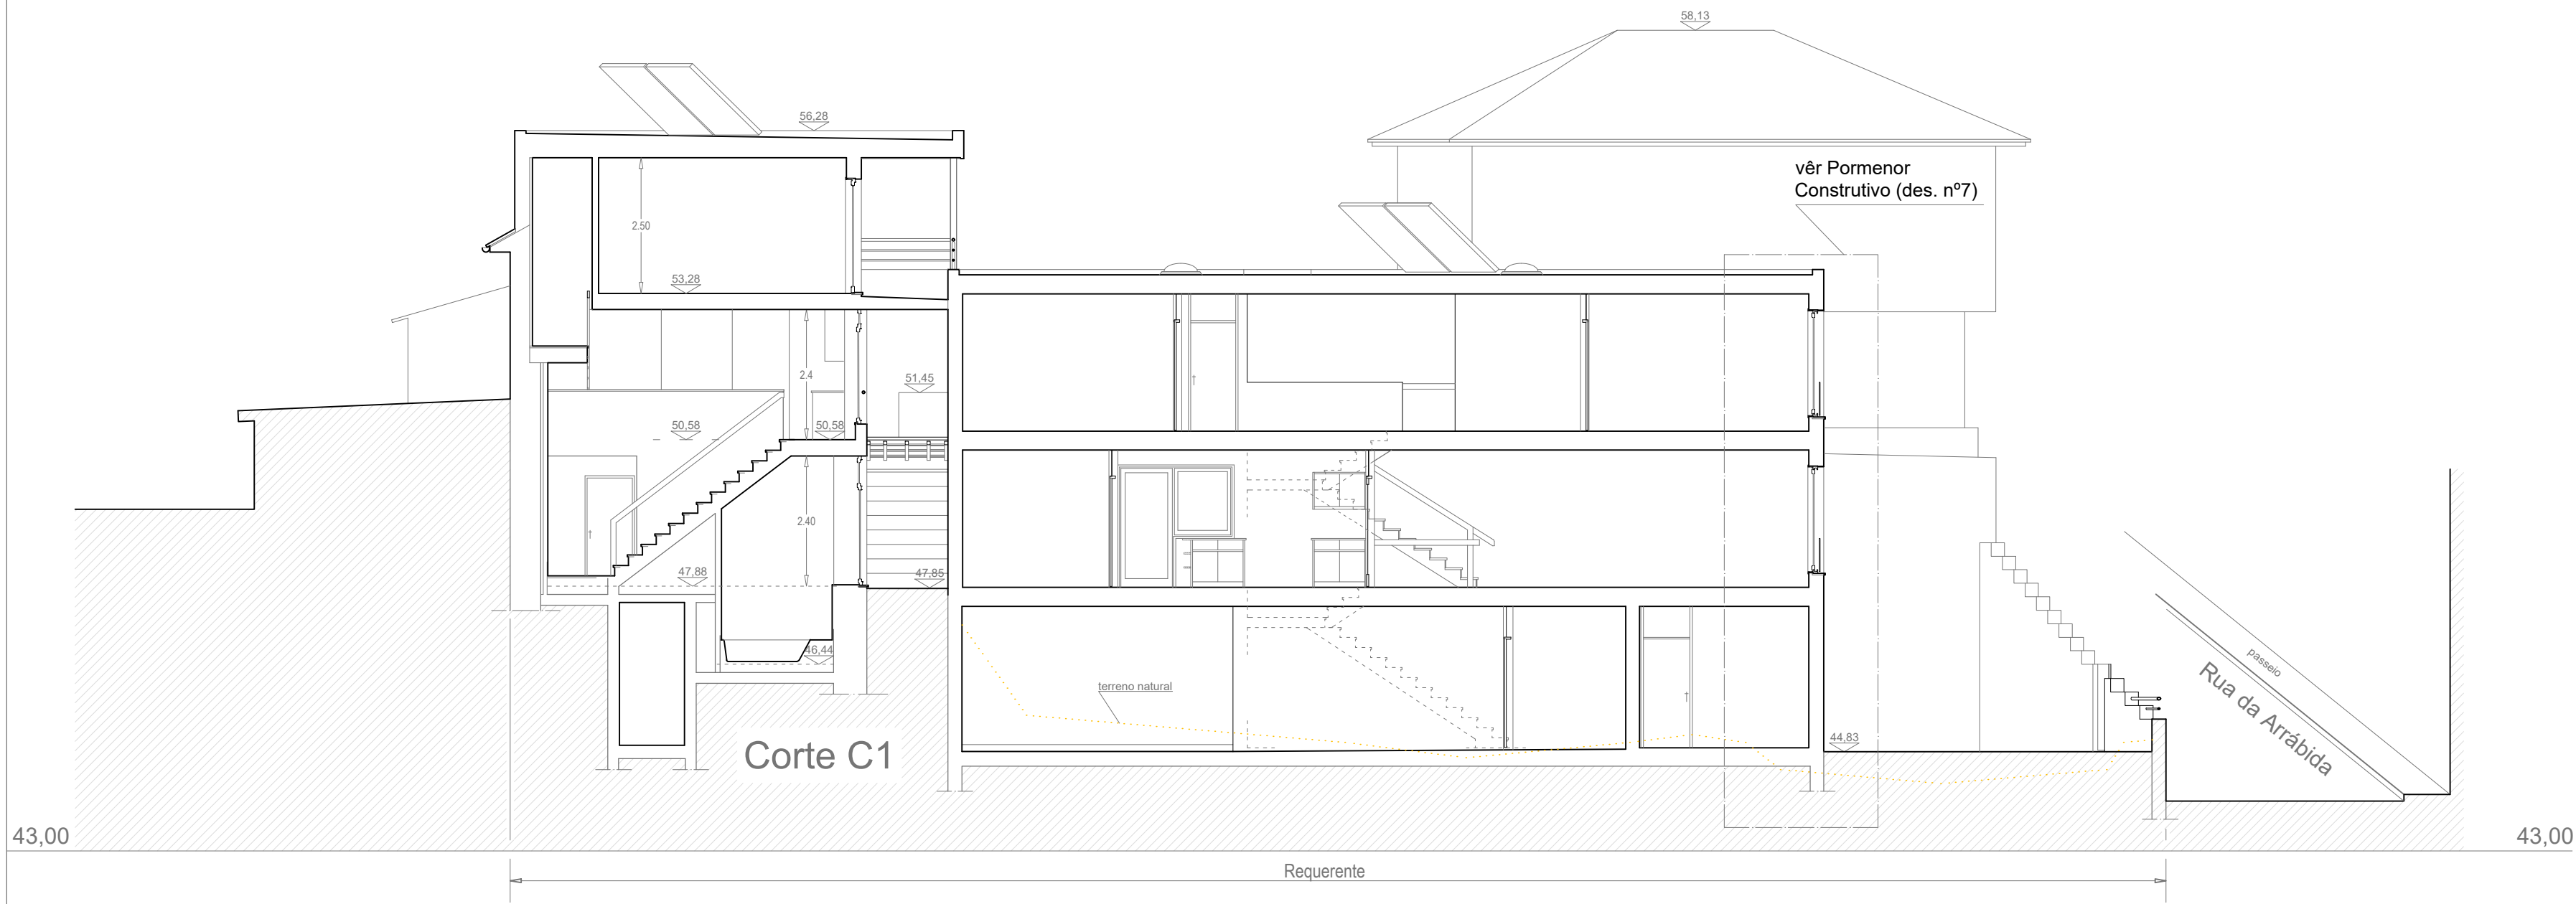 58,13
56,28
vêr Pormenor
Construtivo (des. nº7)
2.50
53,28
2.4
51,45
50,58
50,58
2.40
47,88
47,85
46,44
terreno natural
passeio
Rua da Arrábida
44,83
Corte C1
43,00
43,00
Requerente